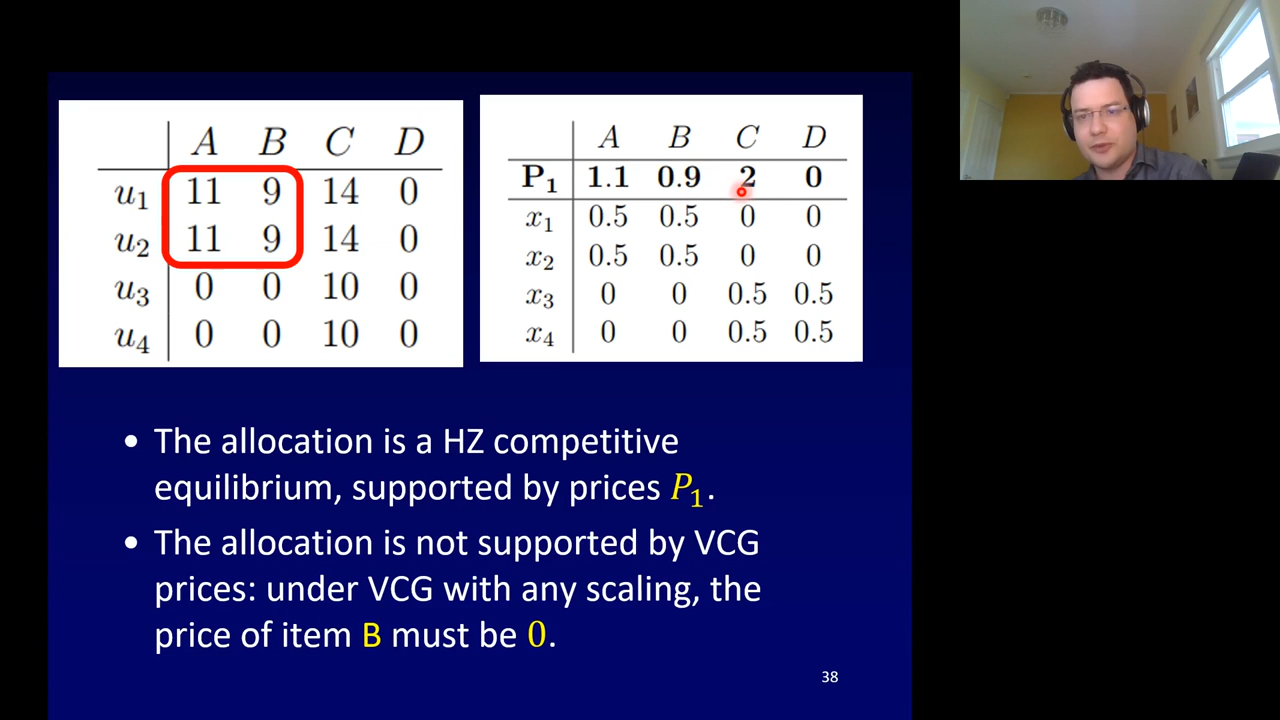 A B C D
u₁ 11 9 14 0
u₂ 11 9 14 0
u₃ 0 0 10 0
u₄ 0 0 10 0
A B C D
P₁ 1.1 0.9 2 0
x₁ 0.5 0.5 0 0
x₂ 0.5 0.5 0 0
x₃ 0 0 0.5 0.5
x₄ 0 0 0.5 0.5
• The allocation is a HZ competitive
equilibrium, supported by prices P₁.
• The allocation is not supported by VCG
prices: under VCG with any scaling, the
price of item B must be 0.
38